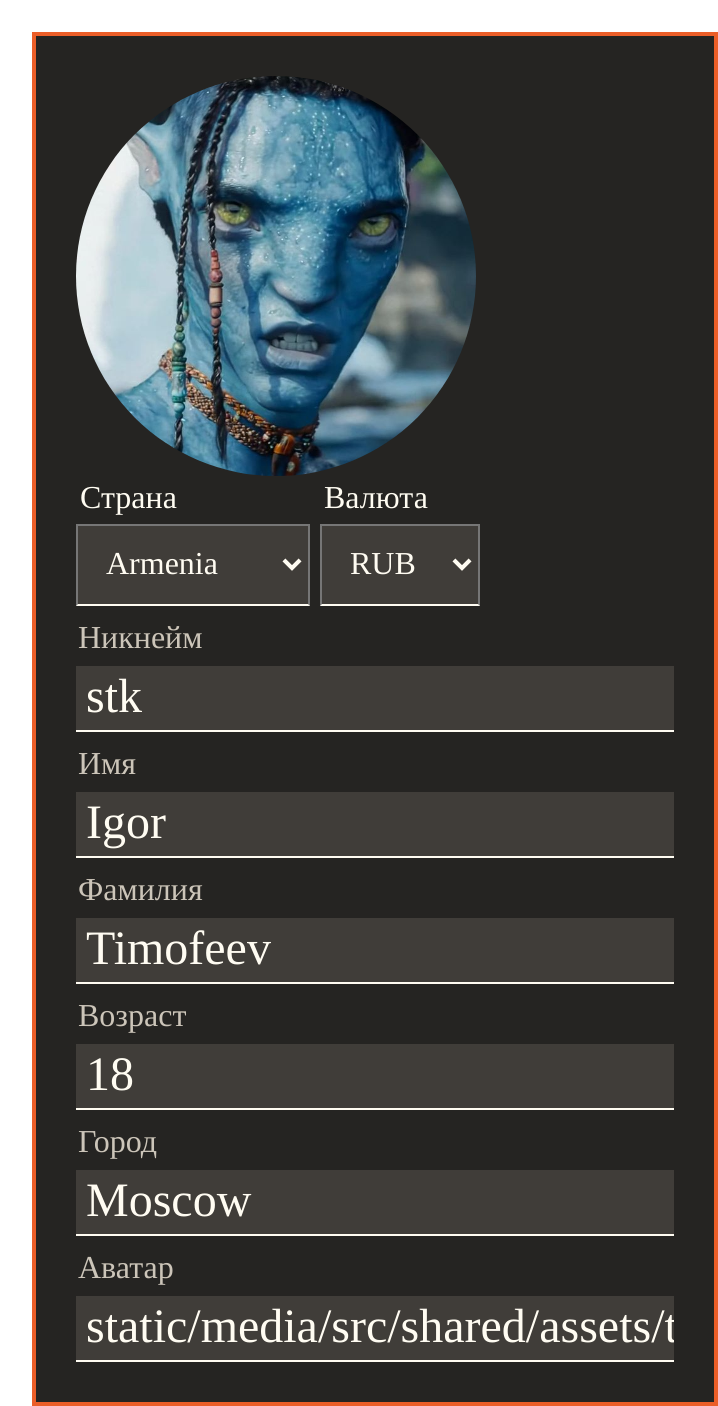 Страна Валюта
Armenia RUB
Никнейм
stk
Имя
Igor
Фамилия
Timofeev
Возраст
18
Город
Moscow
Аватар
static/media/src/shared/assets/t